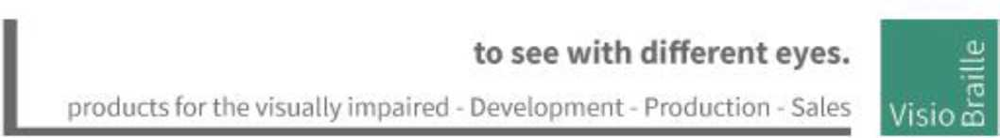 to see with different eyes.
products for the visually impaired - Development - Production - Sales
Visio
Braille